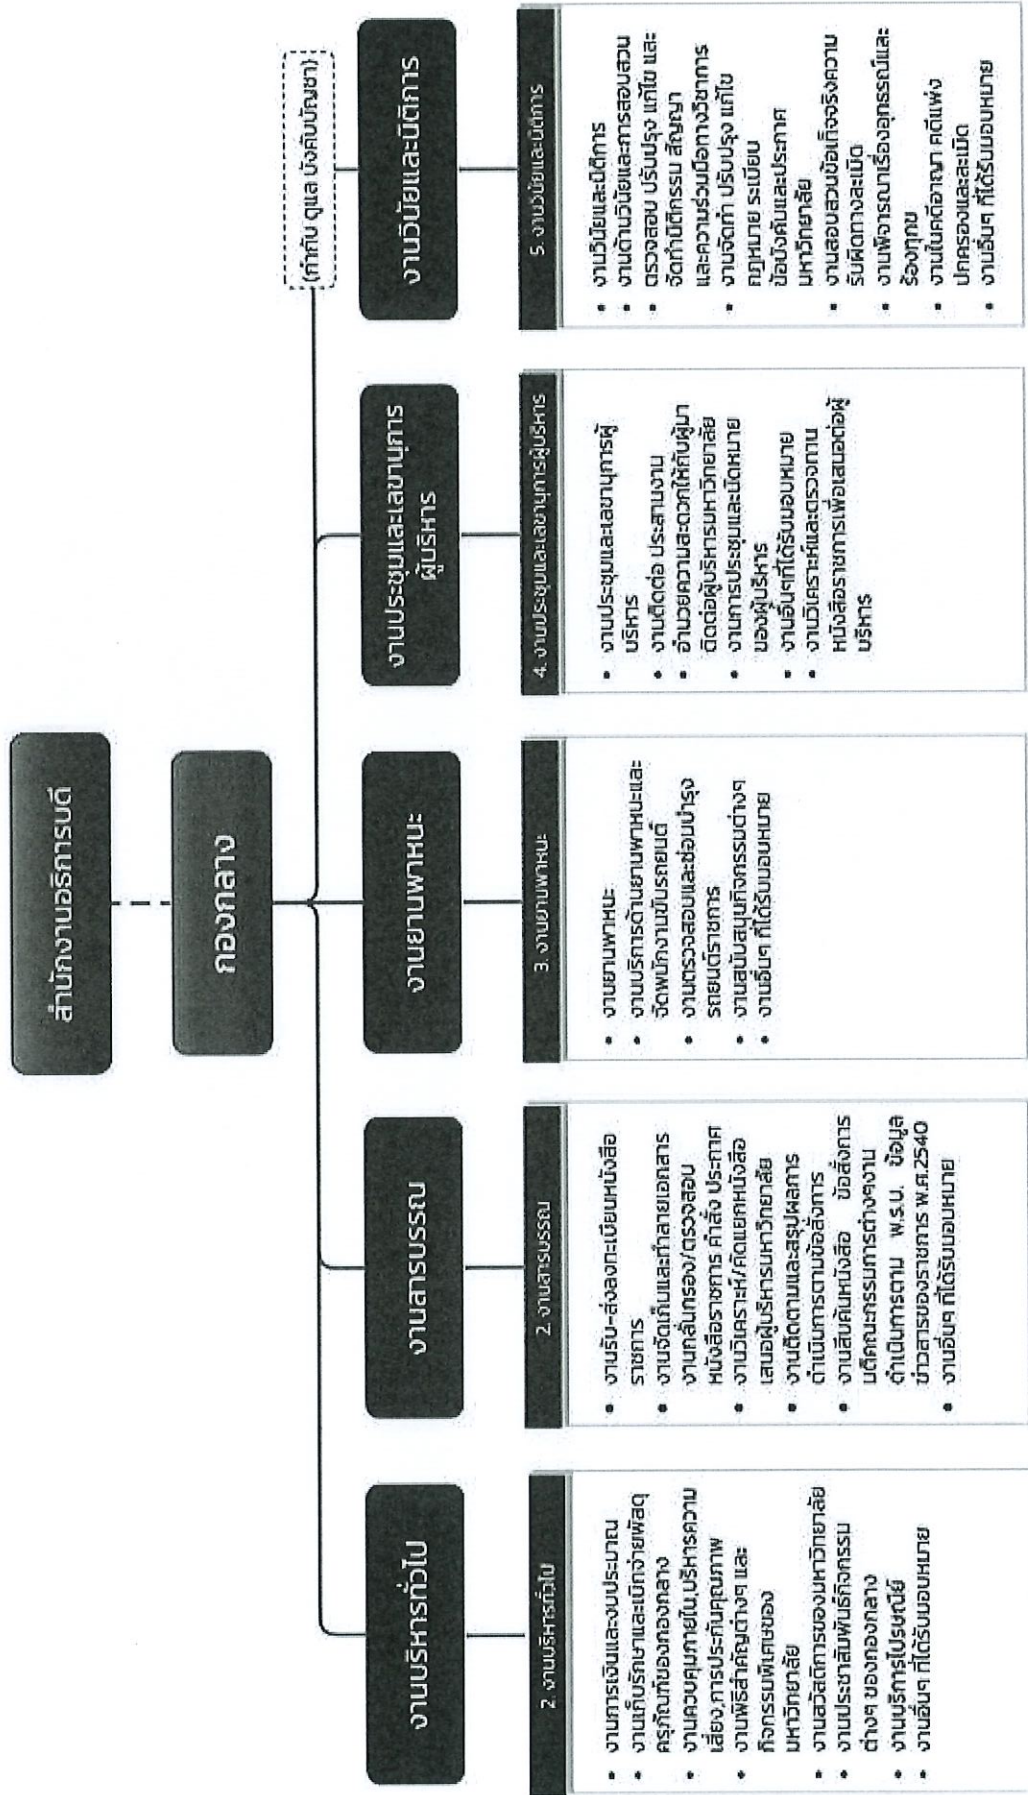 สำนักงานอธิการบดี
กองกลาง
(กำกับ ดูแล บังคับบัญชา)
งานบริหารทั่วไป
2. งานบริหารทั่วไป
• งานการเงินและงบประมาณ
• งานเก็บรักษาและเบิกจ่ายพัสดุ
ครุภัณฑ์ของกองกลาง
• งานควบคุมภายใน,บริหารความ
เสี่ยง,การประกันคุณภาพ
• งานพิธีสำคัญต่างๆ และ
กิจกรรมพิเศษของ
มหาวิทยาลัย
• งานสวัสดิการของมหาวิทยาลัย
• งานประชาสัมพันธ์กิจกรรม
ต่างๆ ของกองกลาง
• งานบริการไปรษณีย์
• งานอื่นๆ ที่ได้รับมอบหมาย
งานสารบรรณ
2. งานสารบรรณ
• งานรับ-ส่งลงทะเบียนหนังสือ
ราชการ
• งานจัดเก็บและทำลายเอกสาร
• งานกลั่นกรอง/ตรวจสอบ
หนังสือราชการ คำสั่ง ประกาศ
• งานวิเคราะห์/คัดแยกหนังสือ
เสนอผู้บริหารมหาวิทยาลัย
• งานติดตามและสรุปผลการ
ดำเนินการตามข้อสั่งการ
• งานสืบค้นหนังสือ ข้อสั่งการ
มติคณะกรรมการต่างๆงาน
ดำเนินการตาม พ.ร.บ. ข้อมูล
ข่าวสารของราชการ พ.ศ.2540
• งานอื่นๆ ที่ได้รับมอบหมาย
งานยานพาหนะ
3. งานยานพาหนะ
• งานยานพาหนะ
• งานบริการด้านยานพาหนะและ
จัดพนักงานขับรถยนต์
• งานตรวจสอบและซ่อมบำรุง
รถยนต์ราชการ
• งานสนับสนุนกิจกรรมต่างๆ
• งานอื่นๆ ที่ได้รับมอบหมาย
งานประชุมและเลขานุการ
ผู้บริหาร
4. งานประชุมและเลขานุการผู้บริหาร
• งานประชุมและเลขานุการผู้
บริหาร
• งานติดต่อ ประสานงาน
• อำนวยความสะดวกให้กับผู้มา
ติดต่อผู้บริหารมหาวิทยาลัย
• งานการประชุมและนัดหมาย
ของผู้บริหาร
• งานอื่นๆที่ได้รับมอบหมาย
• งานวิเคราะห์และตรวจทาน
หนังสือราชการเพื่อเสนอต่อผู้
บริหาร
งานวินัยและนิติการ
5. งานวินัยและนิติการ
• งานวินัยและนิติการ
• งานด้านวินัยและการสอบสวน
• ตรวจสอบ ปรับปรุง แก้ไข และ
จัดทำนิติกรรม สัญญา
และความร่วมมือทางวิชาการ
• งานจัดทำ ปรับปรุง แก้ไข
กฎหมาย ระเบียบ
ข้อบังคับและประกาศ
มหาวิทยาลัย
• งานสอบสวนข้อเท็จจริงความ
รับผิดทางละเมิด
• งานพิจารณาเรื่องอุทธรณ์และ
ร้องทุกข์
• งานในคดีอาญา คดีแพ่ง
ปกครองและละเมิด
• งานอื่นๆ ที่ได้รับมอบหมาย